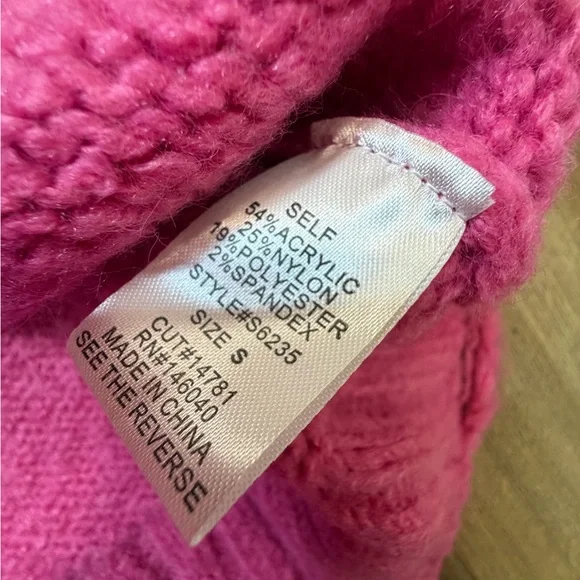 SELF
54%ACRYLIC
25%NYLON
19%POLYESTER
2%SPANDEX
STYLE#S6235
SIZE S
CUT#14781
RN#146040
MADE IN CHINA
SEE THE REVERSE